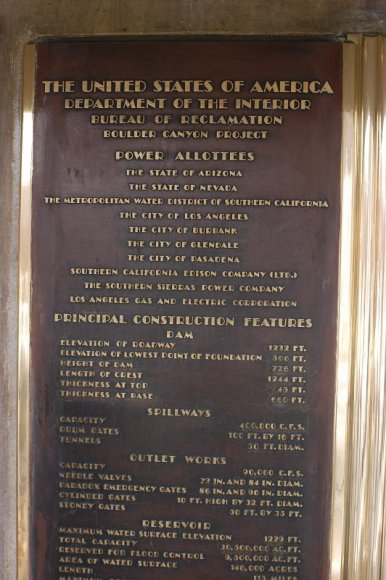 THE UNITED STATES OF AMERICA
DEPARTMENT OF THE INTERIOR
BUREAU OF RECLAMATION
BOULDER CANYON PROJECT
POWER ALLOTTEES
THE STATE OF ARIZONA
THE STATE OF NEVADA
THE METROPOLITAN WATER DISTRICT OF SOUTHERN CALIFORNIA
THE CITY OF LOS ANGELES
THE CITY OF BURBANK
THE CITY OF GLENDALE
THE CITY OF PASADENA
SOUTHERN CALIFORNIA EDISON COMPANY (LTD.)
THE SOUTHERN SIERRAS POWER COMPANY
LOS ANGELES GAS AND ELECTRIC CORPORATION
PRINCIPAL CONSTRUCTION FEATURES
DAM
ELEVATION OF ROADWAY 1232 FT.
ELEVATION OF LOWEST POINT OF FOUNDATION 506 FT.
HEIGHT OF DAM 726 FT.
LENGTH OF CREST 1244 FT.
THICKNESS AT TOP 45 FT.
THICKNESS AT BASE 660 FT.
SPILLWAYS
CAPACITY 400,000 C.F.S.
DRUM GATES 100 FT. BY 16 FT.
TUNNELS 50 FT. DIAM.
OUTLET WORKS
CAPACITY 90,000 C.F.S.
NEEDLE VALVES 72 IN. AND 84 IN. DIAM.
PARADOX EMERGENCY GATES 86 IN. AND 96 IN. DIAM.
CYLINDER GATES 10 FT. HIGH BY 32 FT. DIAM.
STONEY GATES 50 FT. BY 35 FT.
RESERVOIR
MAXIMUM WATER SURFACE ELEVATION 1229 FT.
TOTAL CAPACITY 30,500,000 AC. FT.
RESERVED FOR FLOOD CONTROL 9,500,000 AC. FT.
AREA OF WATER SURFACE 146,000 ACRES
LENGTH 115 MILES